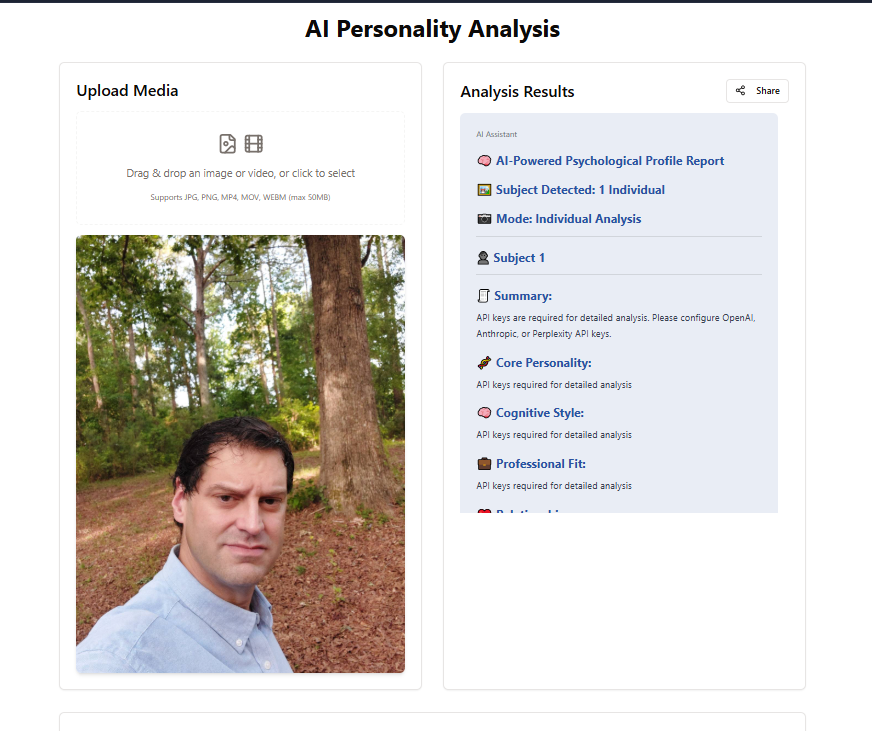 AI Personality Analysis
Upload Media
Drag & drop an image or video, or click to select
Supports JPG, PNG, MP4, MOV, WEBM (max 50MB)
Analysis Results
Share
AI Assistant
AI-Powered Psychological Profile Report
Subject Detected: 1 Individual
Mode: Individual Analysis
Subject 1
Summary:
API keys are required for detailed analysis. Please configure OpenAI,
Anthropic, or Perplexity API keys.
Core Personality:
API keys required for detailed analysis
Cognitive Style:
API keys required for detailed analysis
Professional Fit:
API keys required for detailed analysis